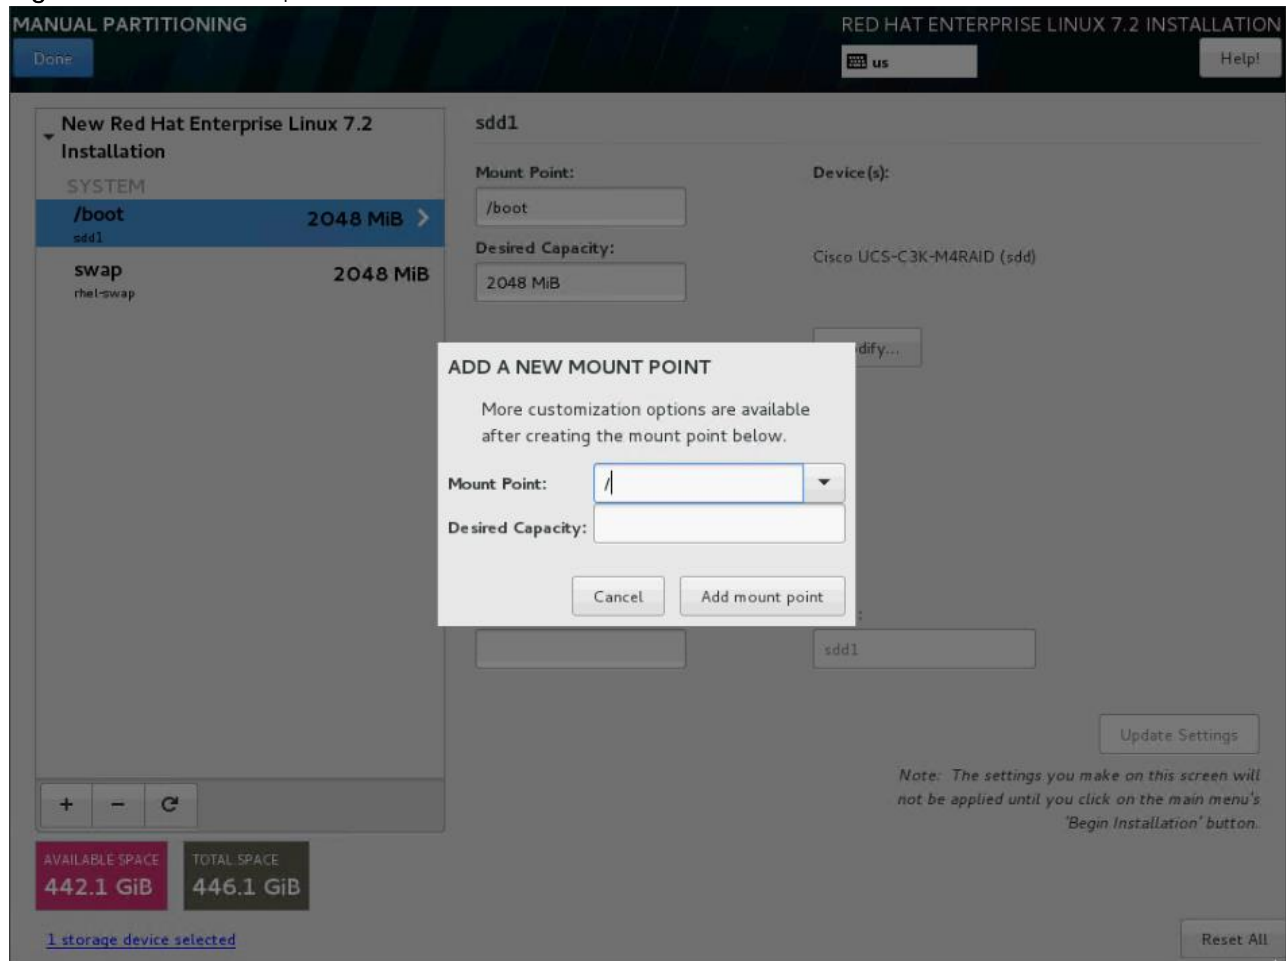 MANUAL PARTITIONING
RED HAT ENTERPRISE LINUX 7.2 INSTALLATION
Done
us
Help!
New Red Hat Enterprise Linux 7.2
Installation
SYSTEM
/boot
2048 MiB
sdd1
swap
2048 MiB
rhel-swap
sdd1
Mount Point:
Device(s):
/boot
Desired Capacity:
Cisco UCS-C3K-M4RAID (sdd)
2048 MiB
dify...
ADD A NEW MOUNT POINT
More customization options are available
after creating the mount point below.
Mount Point:
/
Desired Capacity:
Cancel
Add mount point
:
sdd1
Update Settings
Note: The settings you make on this screen will
not be applied until you click on the main menu's
'Begin Installation' button.
+ -
AVAILABLE SPACE
442.1 GiB
TOTAL SPACE
446.1 GiB
1 storage device selected
Reset All